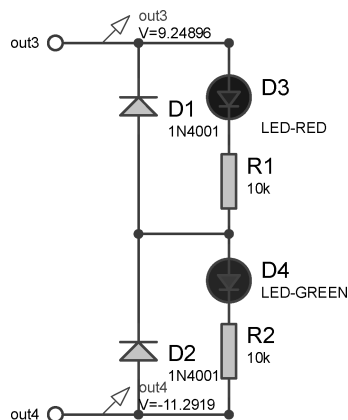 out3
out3
V=9.24896
D1
1N4001
D3
LED-RED
R1
10k
D4
LED-GREEN
D2
1N4001
R2
10k
out4
out4
V=-11.2919